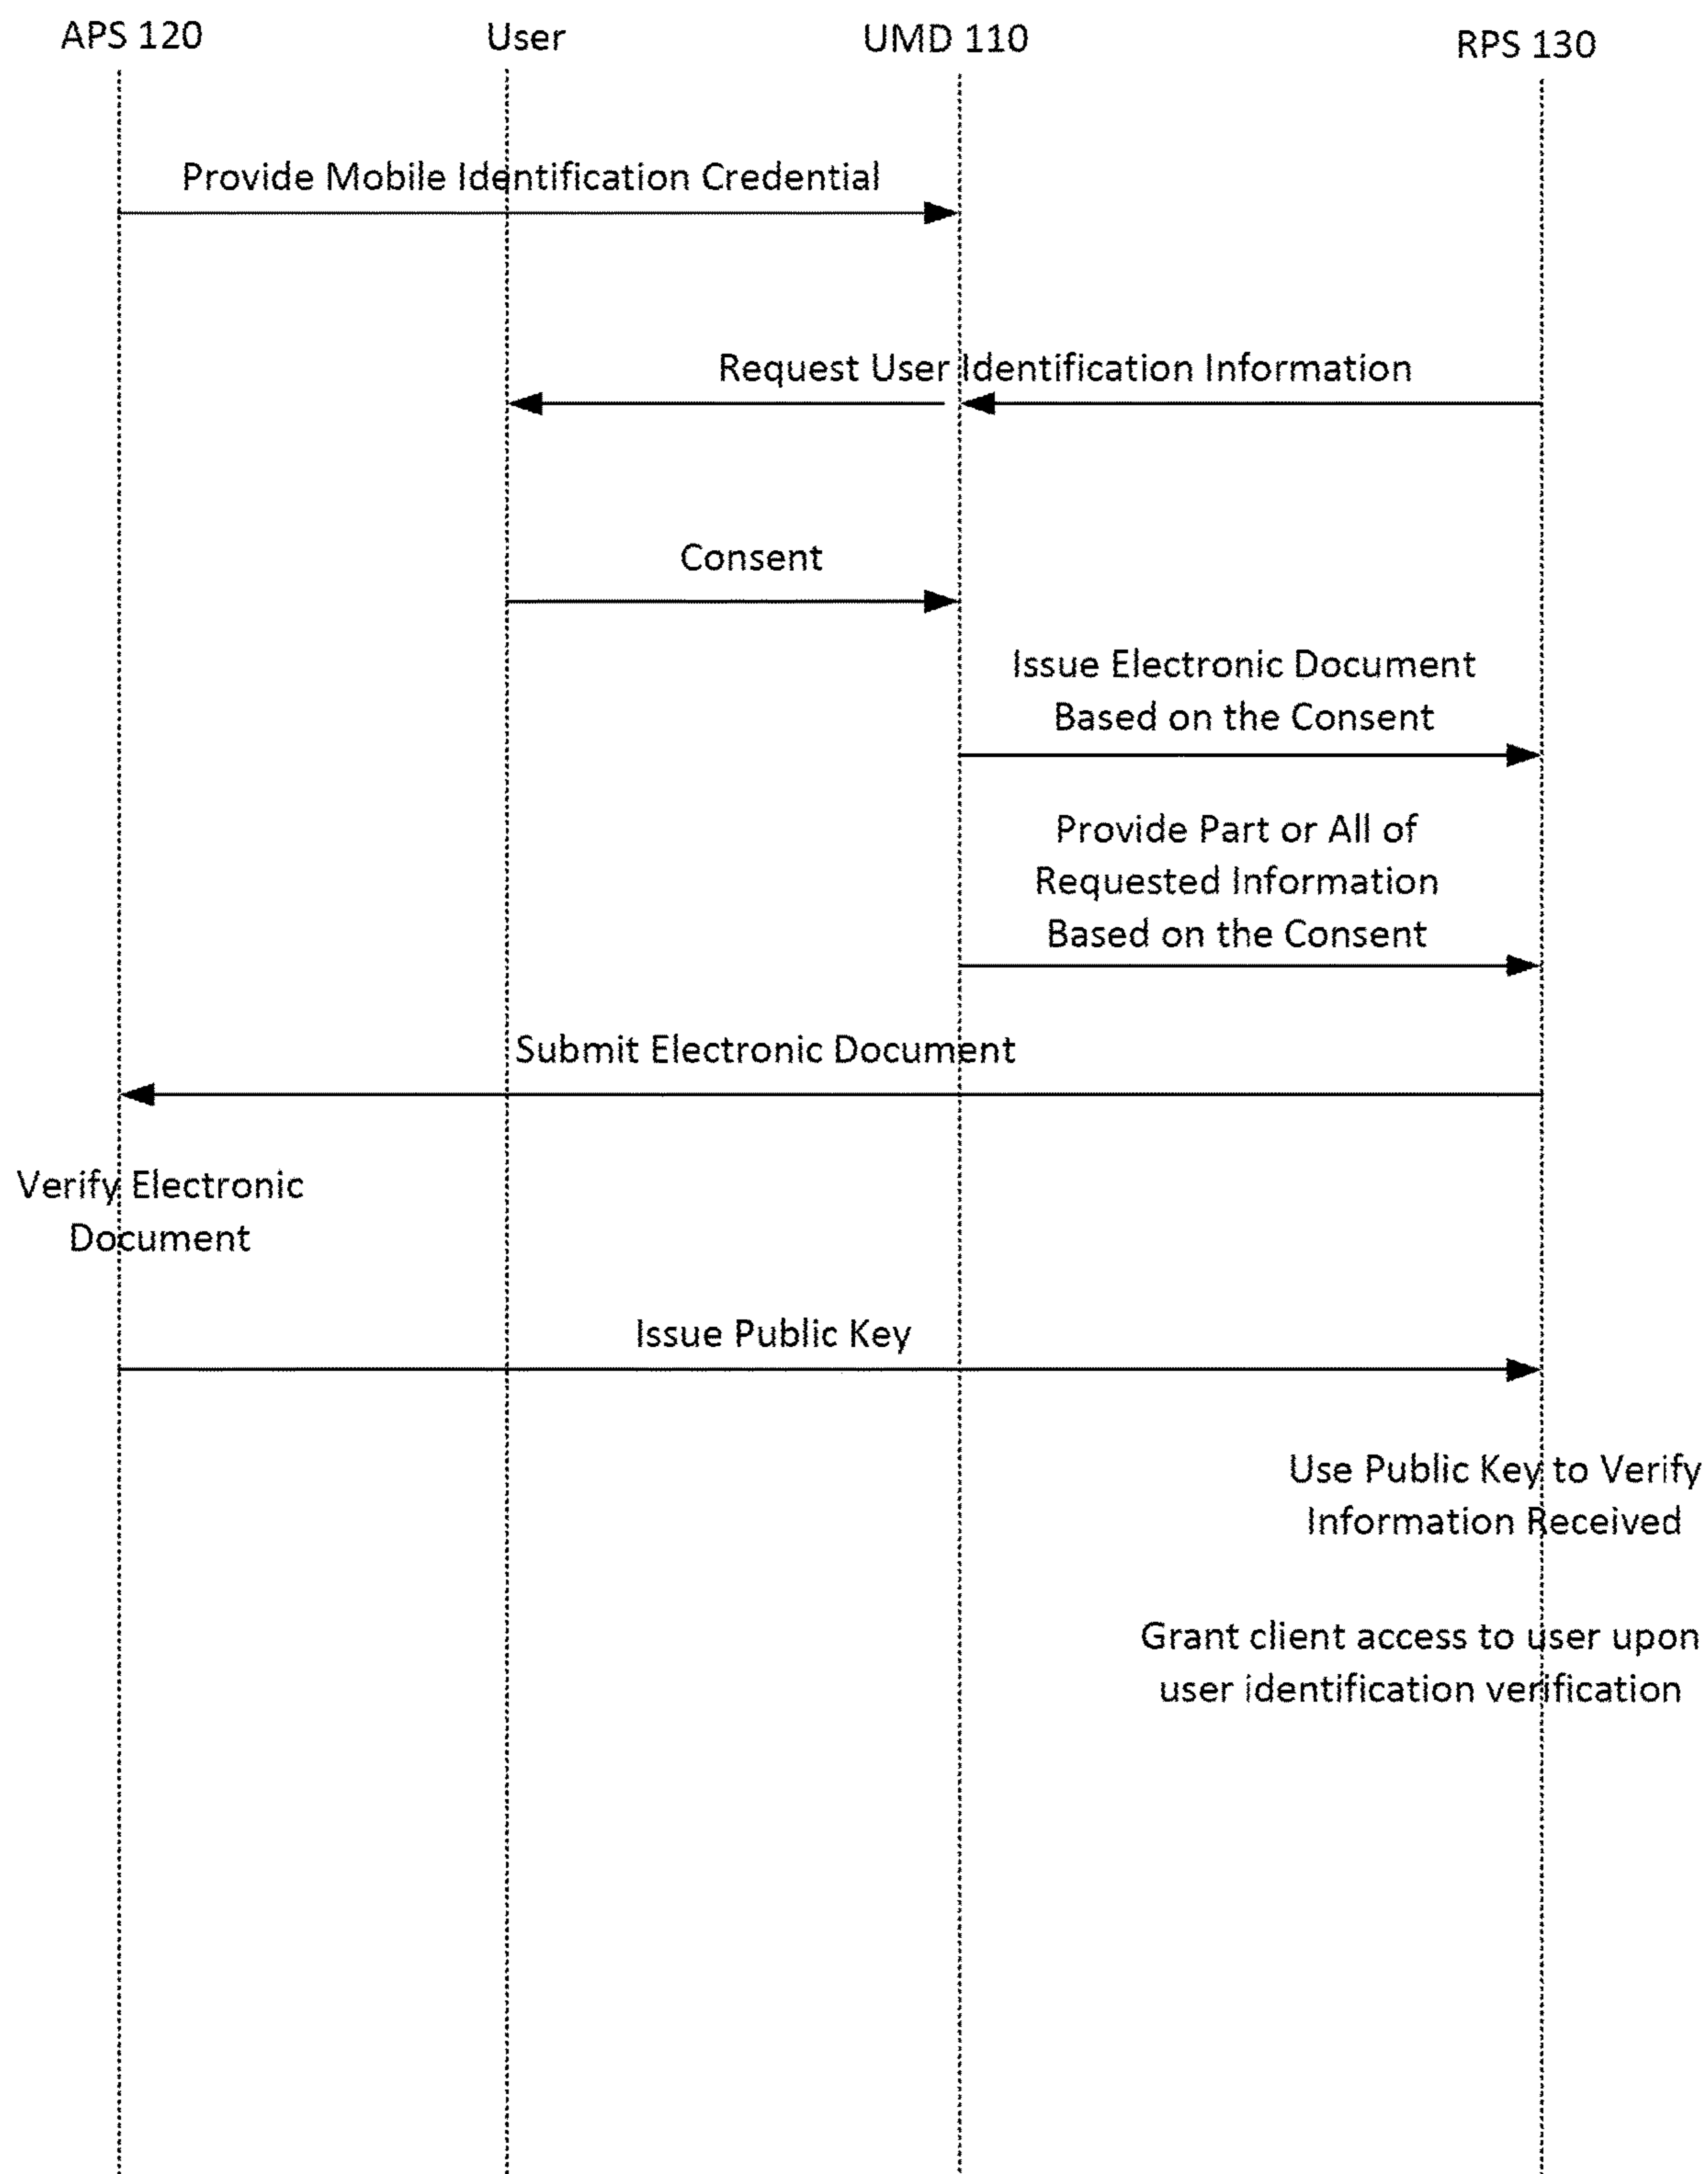 APS 120
User
UMD 110
RPS 130
Provide Mobile Identification Credential
Request User Identification Information
Consent
Issue Electronic Document
Based on the Consent
Provide Part or All of
Requested Information
Based on the Consent
Submit Electronic Document
Verify Electronic
Document
Issue Public Key
Use Public Key to Verify
Information Received
Grant client access to user upon
user identification verification